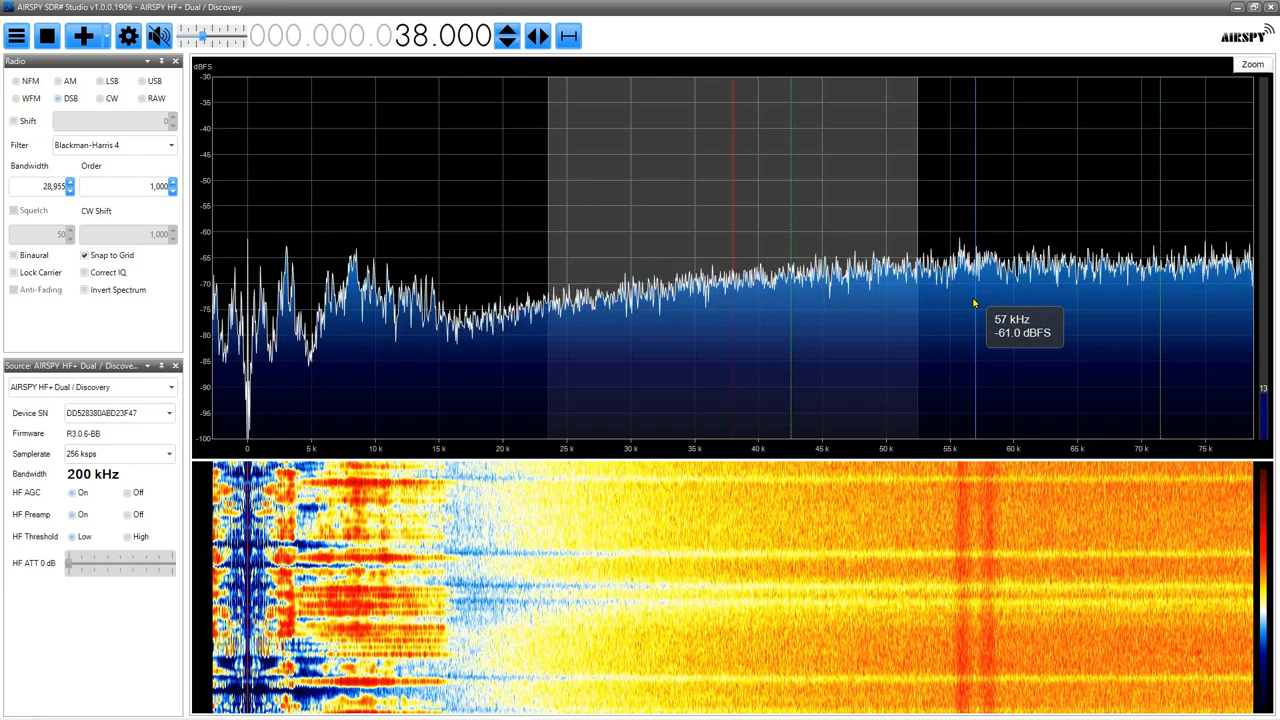 AIRSPY SDR# Studio v1.0.0.1906 - AIRSPY HF+ Dual / Discovery
000.000.038.000
AIRSPY
Radio
NFM AM LSB USB
WFM DSB CW RAW
Shift 0
Filter Blackman-Harris 4
Bandwidth Order
28,955 1,000
Squelch CW Shift
50 1,000
Binaural Snap to Grid
Lock Carrier Correct IQ
Anti-Fading Invert Spectrum
Source: AIRSPY HF+ Dual / Discove...
AIRSPY HF+ Dual / Discovery
Device SN DD528380ABD23F47
Firmware R3.0.6-BB
Samplerate 256 ksps
Bandwidth 200 kHz
HF AGC On Off
HF Preamp On Off
HF Threshold Low High
HF ATT 0 dB
dBFS
Zoom
-30
-35
-40
-45
-50
-55
-60
-65
-70
-75
-80
-85
-90
-95
-100
57 kHz
-61.0 dBFS
13
0 5 k 10 k 15 k 20 k 25 k 30 k 35 k 40 k 45 k 50 k 55 k 60 k 65 k 70 k 75 k